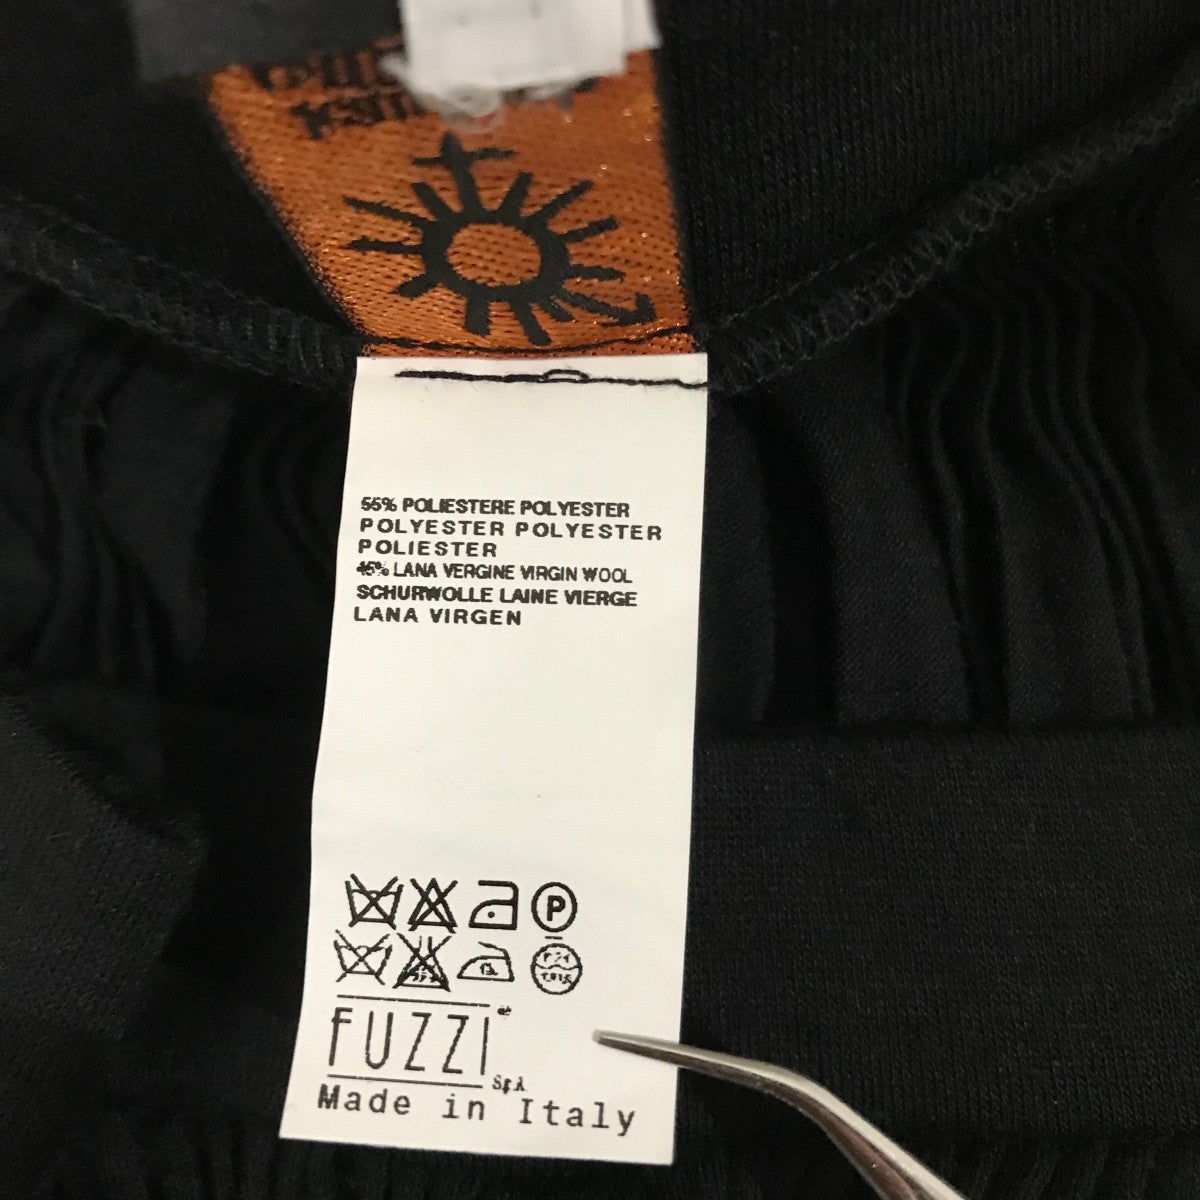 55% POLIESTERE POLYESTER
POLYESTER POLYESTER
POLIESTER
45% LANA VERGINE VIRGIN WOOL
SCHURWOLLE LAINE VIERGE
LANA VIRGEN
P
FUZZI
SpA
Made in Italy